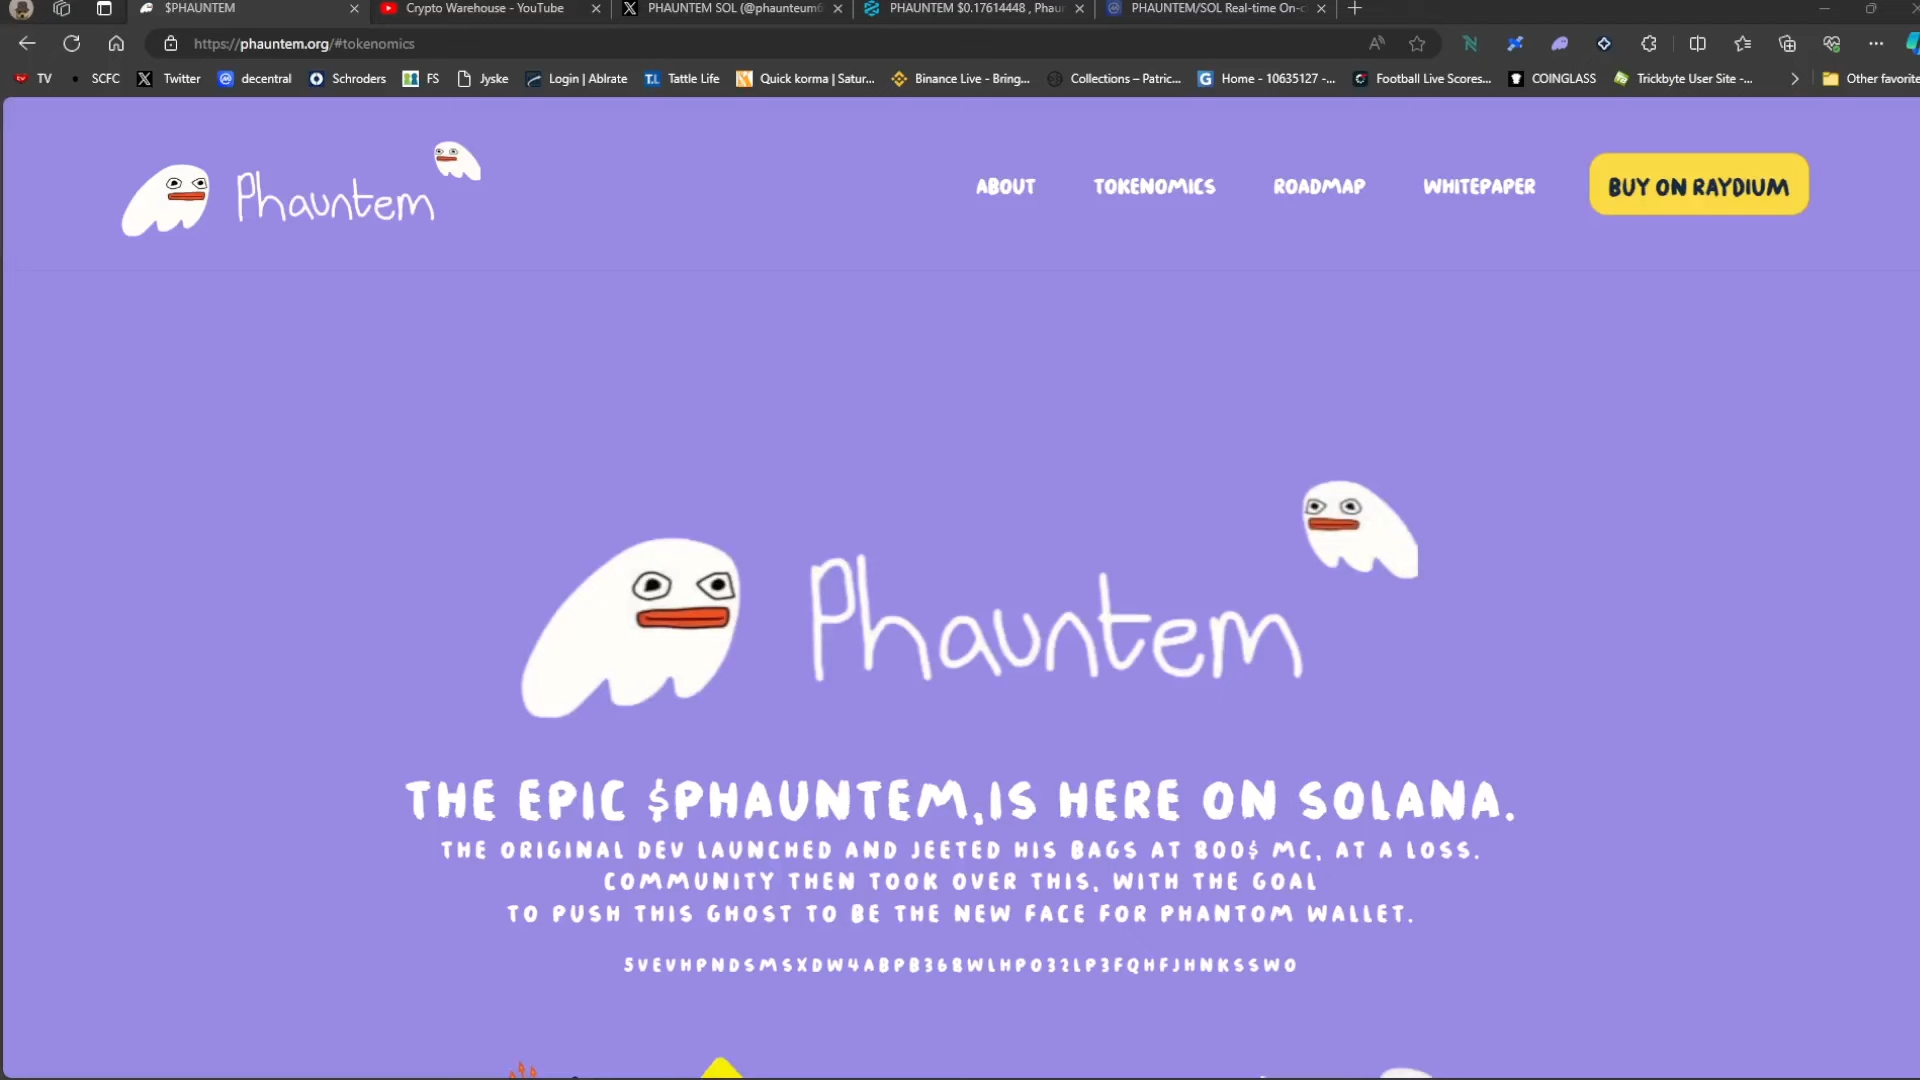 $PHAUNTEM
Crypto Warehouse - YouTube
PHAUNTEM SOL (@phaunteum
PHAUNTEM $0.17614448 , Phau
PHAUNTEM/SOL Real-time On-c
https://phauntem.org/#tokenomics
TV
SCFC
Twitter
decentral
Schroders
FS
Jyske
Login | Ablrate
Tattle Life
Quick korma | Satur...
Binance Live - Bring...
Collections – Patric...
Home - 10635127 -...
Football Live Scores...
COINGLASS
Trickbyte User Site -...
Other favorite
Phauntem
ABOUT
TOKENOMICS
ROADMAP
WHITEPAPER
BUY ON RAYDIUM
Phauntem
THE EPIC $PHAUNTEM,IS HERE ON SOLANA.
THE ORIGINAL DEV LAUNCHED AND JEETED HIS BAGS AT 800$ MC, AT A LOSS.
COMMUNITY THEN TOOK OVER THIS, WITH THE GOAL
TO PUSH THIS GHOST TO BE THE NEW FACE FOR PHANTOM WALLET.